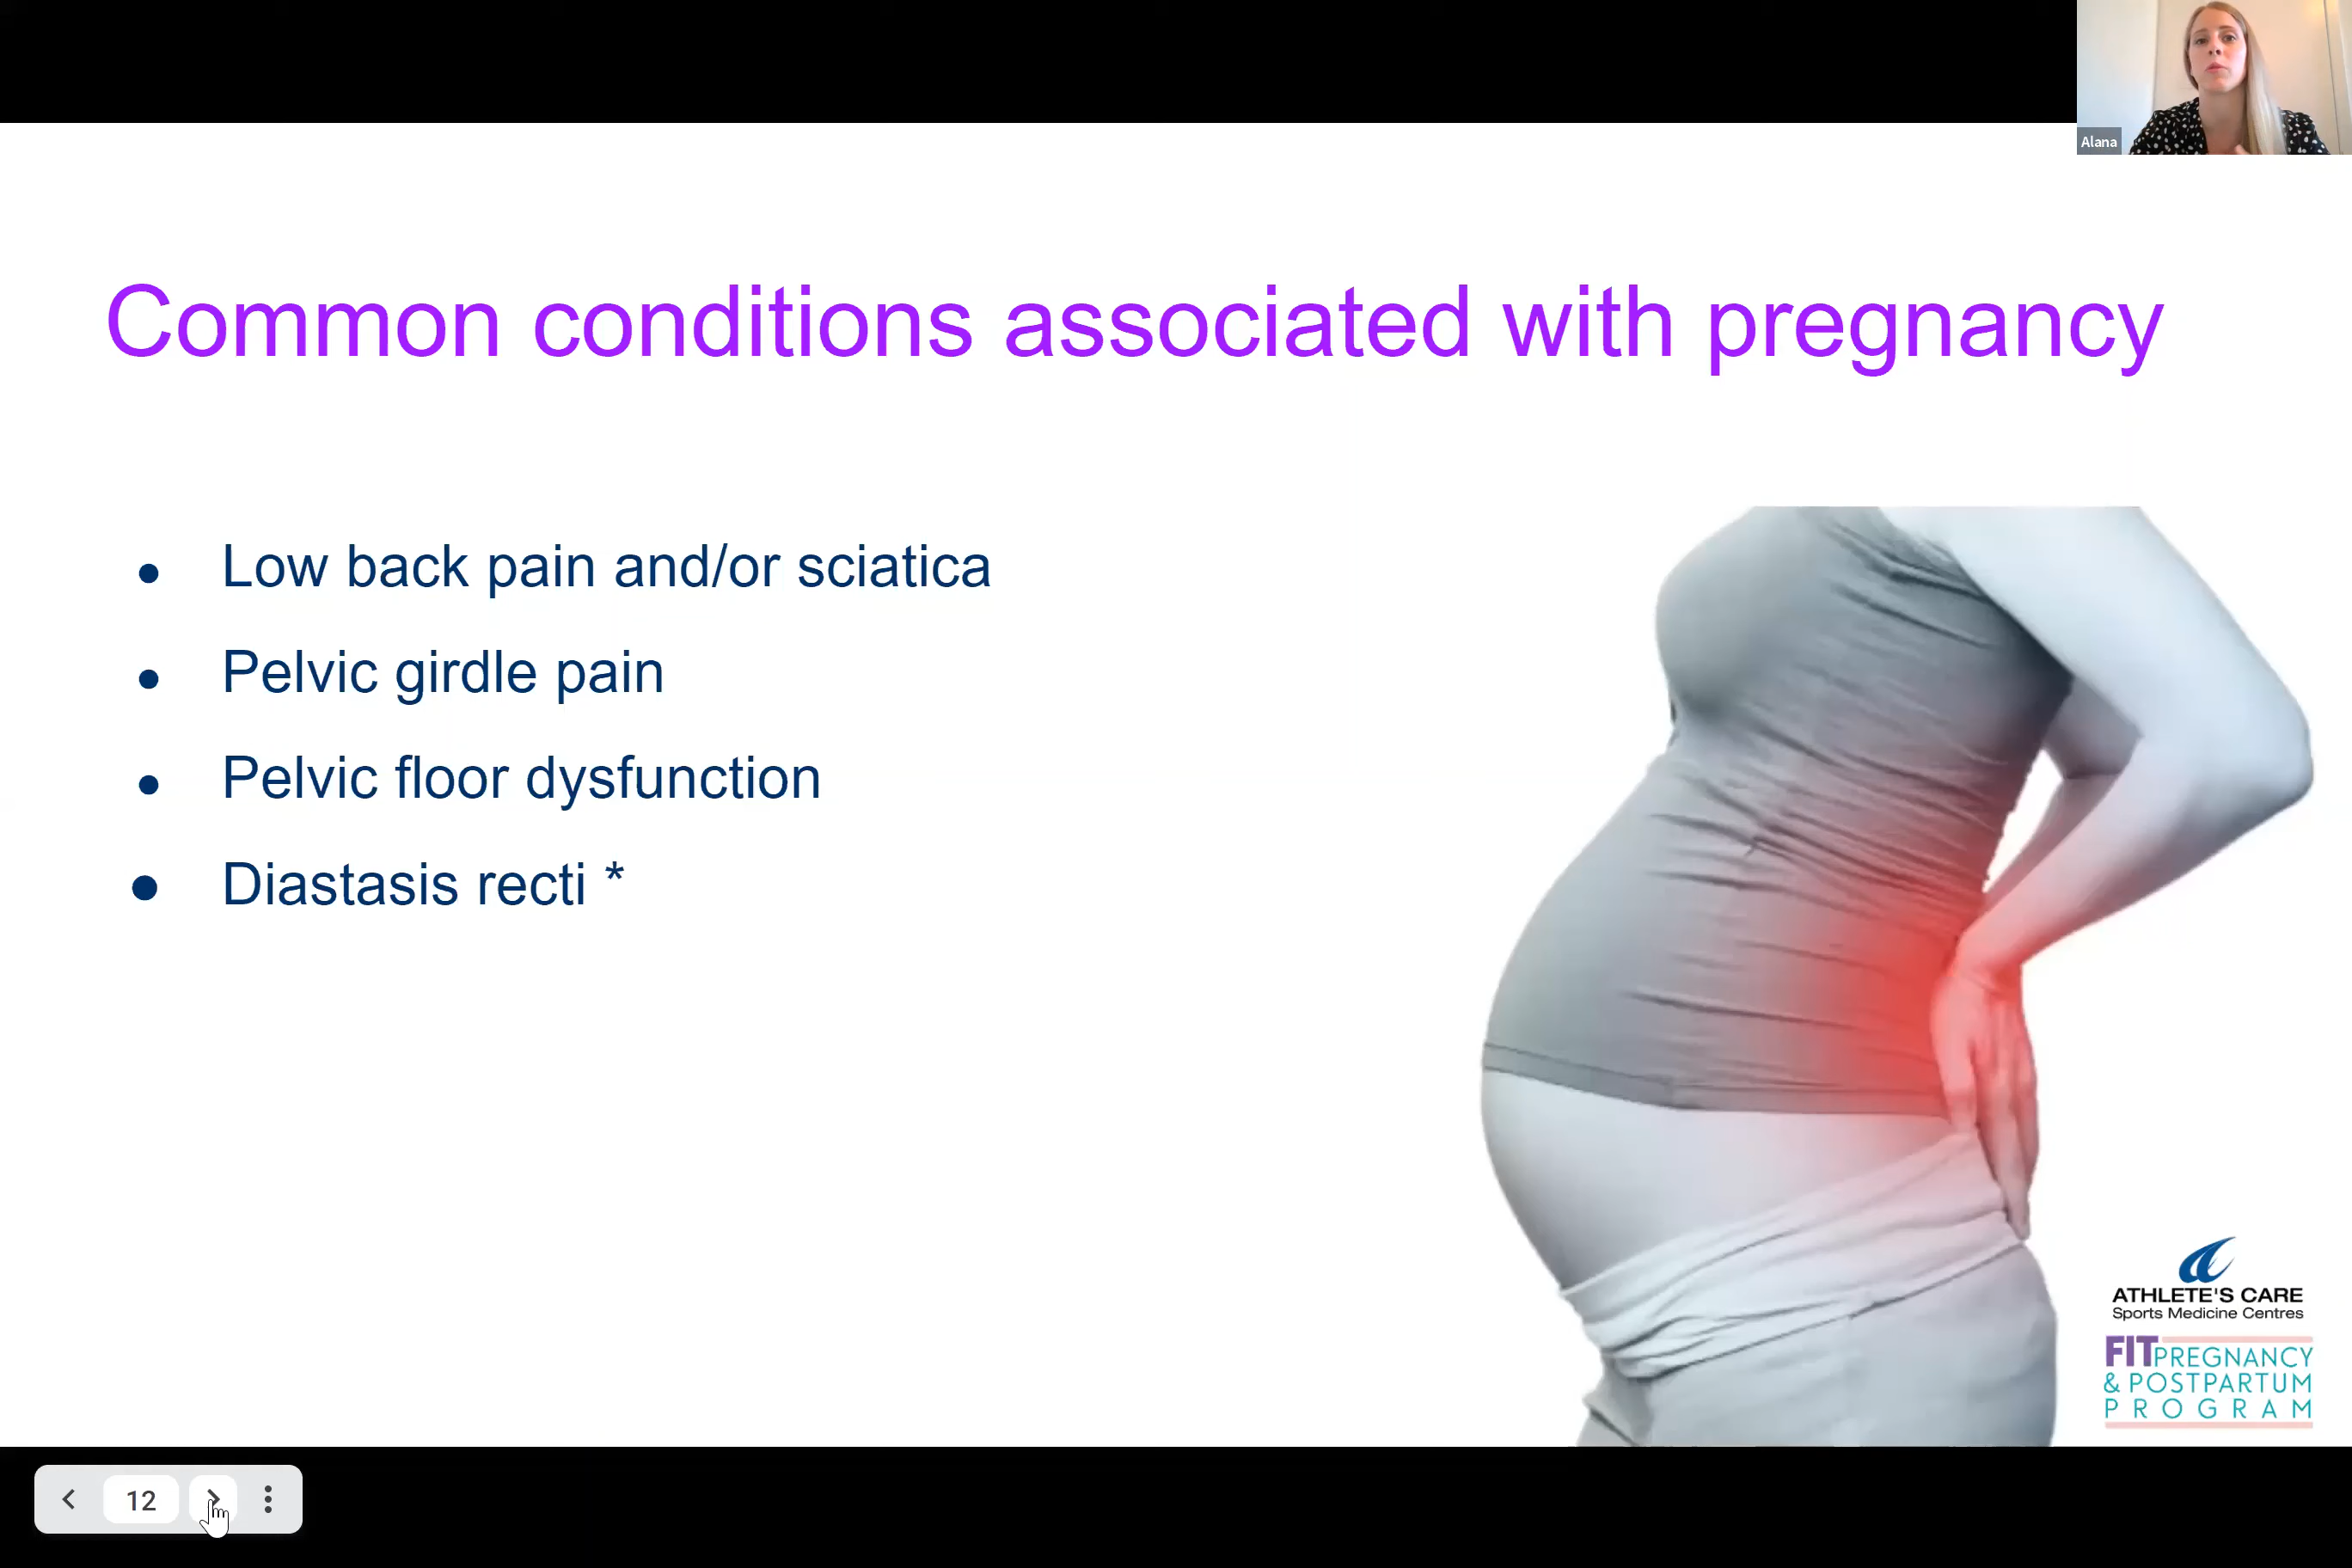 Alana
Common conditions associated with pregnancy
● Low back pain and/or sciatica
● Pelvic girdle pain
● Pelvic floor dysfunction
● Diastasis recti *
ATHLETE'S CARE
Sports Medicine Centres
FIT PREGNANCY
& POSTPARTUM
PROGRAM
12